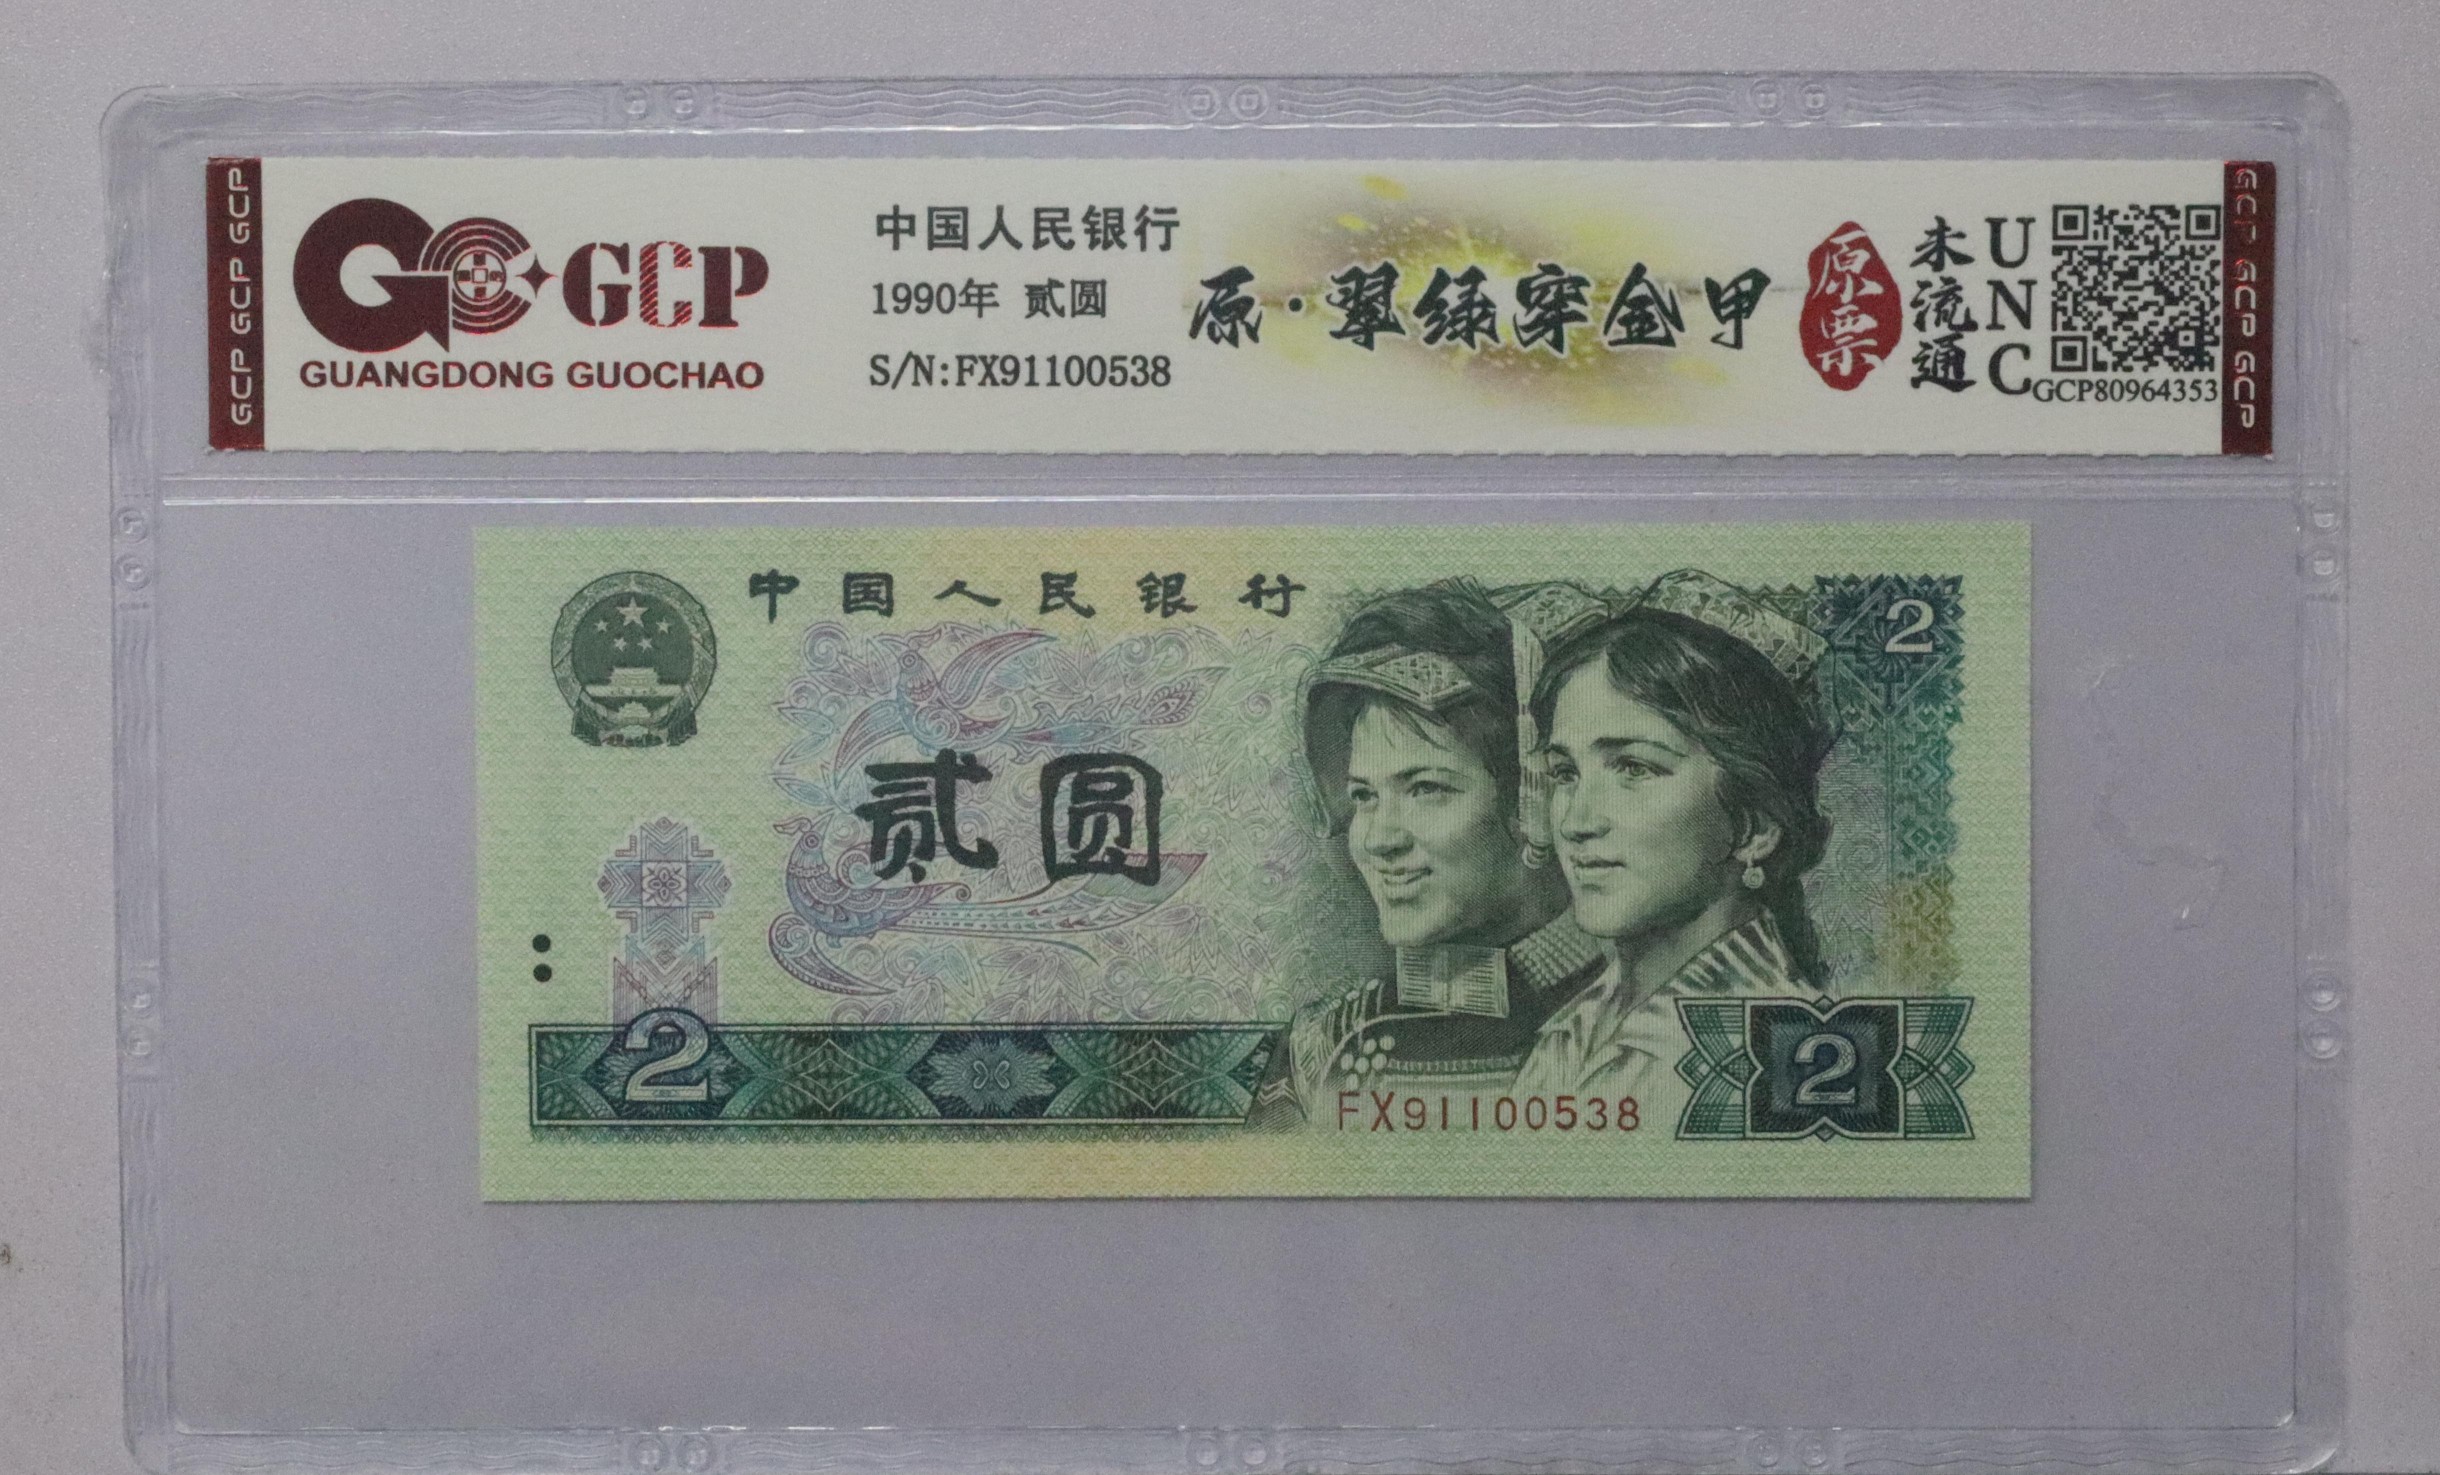 GCP GCP GCP
GCP
GUANGDONG GUOCHAO
中国人民银行
1990年 贰圆
S/N:FX91100538
原·翠绿穿金甲
原票
未流通
UNC
GCP80964353
GCP GCP GCP
中国人民银行
2
贰圆
2
FX91100538
2